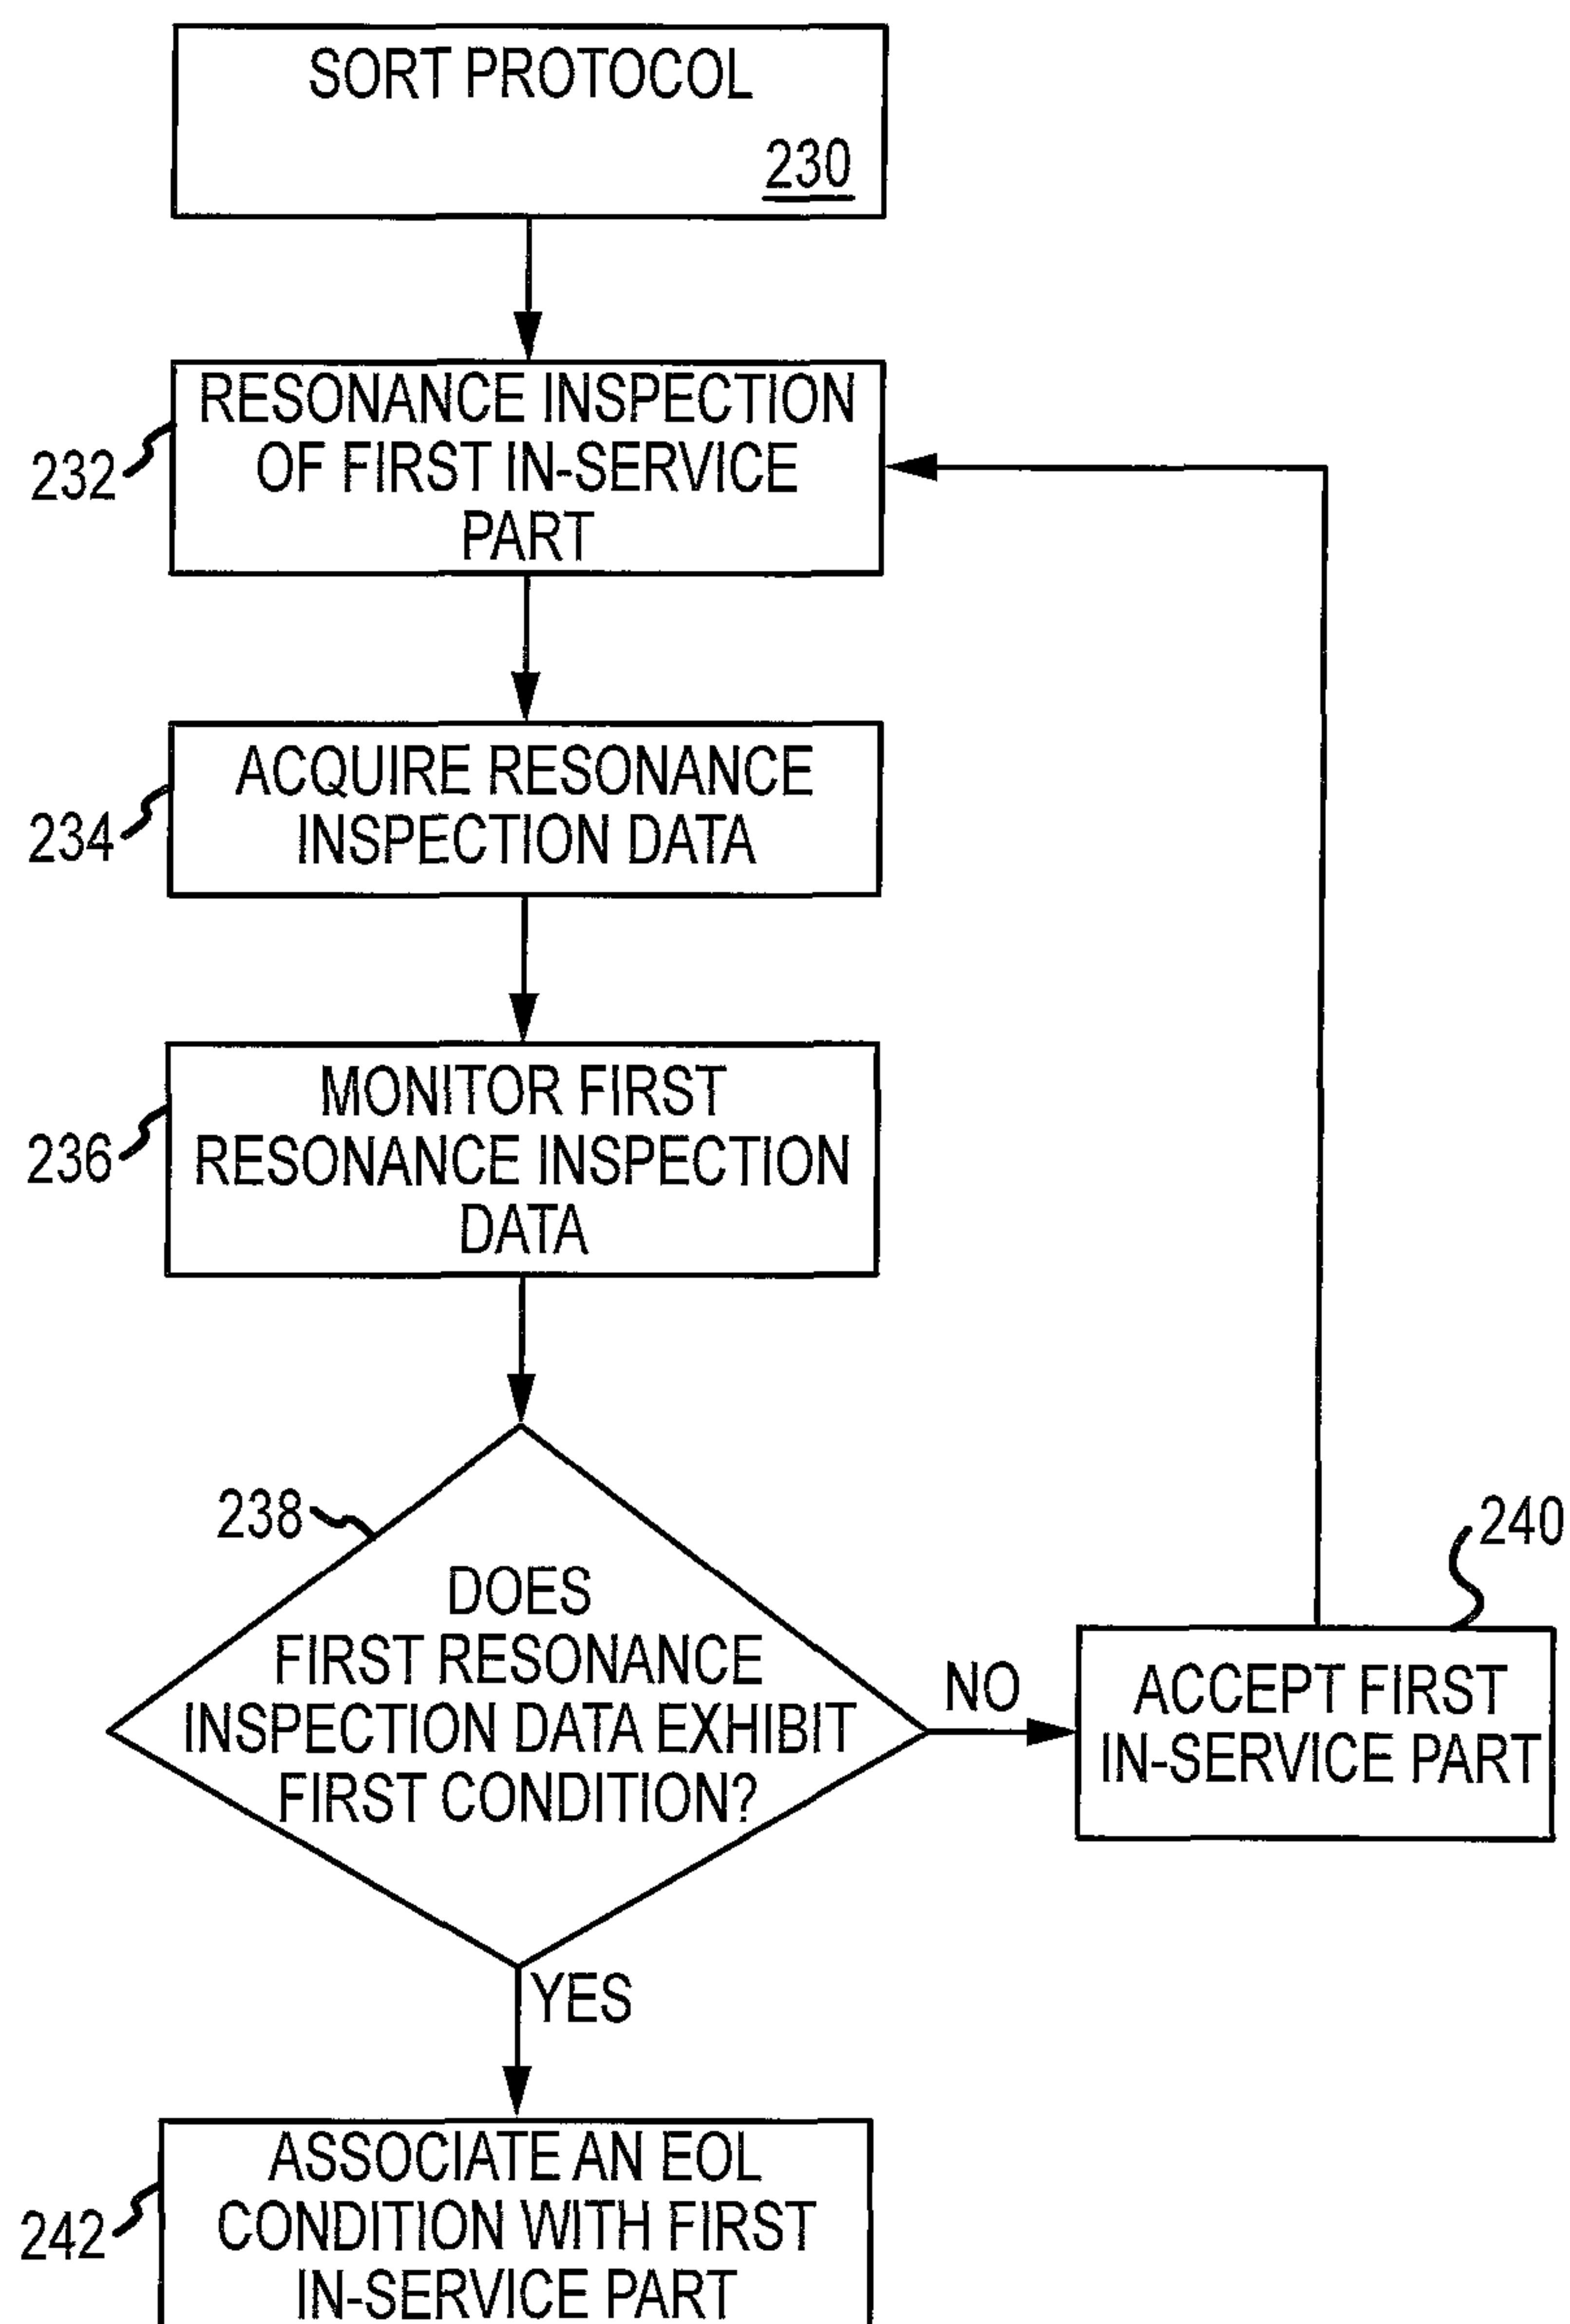 SORT PROTOCOL
230
RESONANCE INSPECTION
OF FIRST IN-SERVICE
PART
232
ACQUIRE RESONANCE
INSPECTION DATA
234
MONITOR FIRST
RESONANCE INSPECTION
DATA
236
238
DOES
FIRST RESONANCE
INSPECTION DATA EXHIBIT
FIRST CONDITION?
NO
240
ACCEPT FIRST
IN-SERVICE PART
YES
ASSOCIATE AN EOL
CONDITION WITH FIRST
IN-SERVICE PART
242